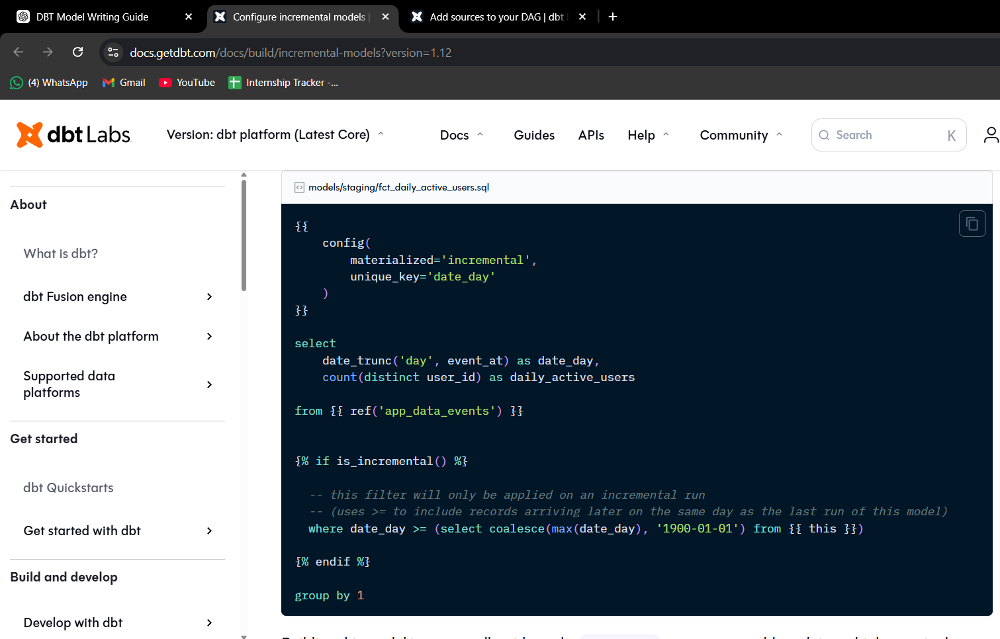 DBT Model Writing Guide
Configure incremental models |
Add sources to your DAG | dbt
docs.getdbt.com/docs/build/incremental-models?version=1.12
(4) WhatsApp
Gmail
YouTube
Internship Tracker -...
dbt Labs
Version: dbt platform (Latest Core)
Docs
Guides
APIs
Help
Community
Search
K
About
What is dbt?
dbt Fusion engine
About the dbt platform
Supported data
platforms
Get started
dbt Quickstarts
Get started with dbt
Build and develop
Develop with dbt
models/staging/fct_daily_active_users.sql
{{
    config(
        materialized='incremental',
        unique_key='date_day'
    )
}}
select
    date_trunc('day', event_at) as date_day,
    count(distinct user_id) as daily_active_users
from {{ ref('app_data_events') }}
{% if is_incremental() %}
  -- this filter will only be applied on an incremental run
  -- (uses >= to include records arriving later on the same day as the last run of this model)
  where date_day >= (select coalesce(max(date_day), '1900-01-01') from {{ this }})
{% endif %}
group by 1